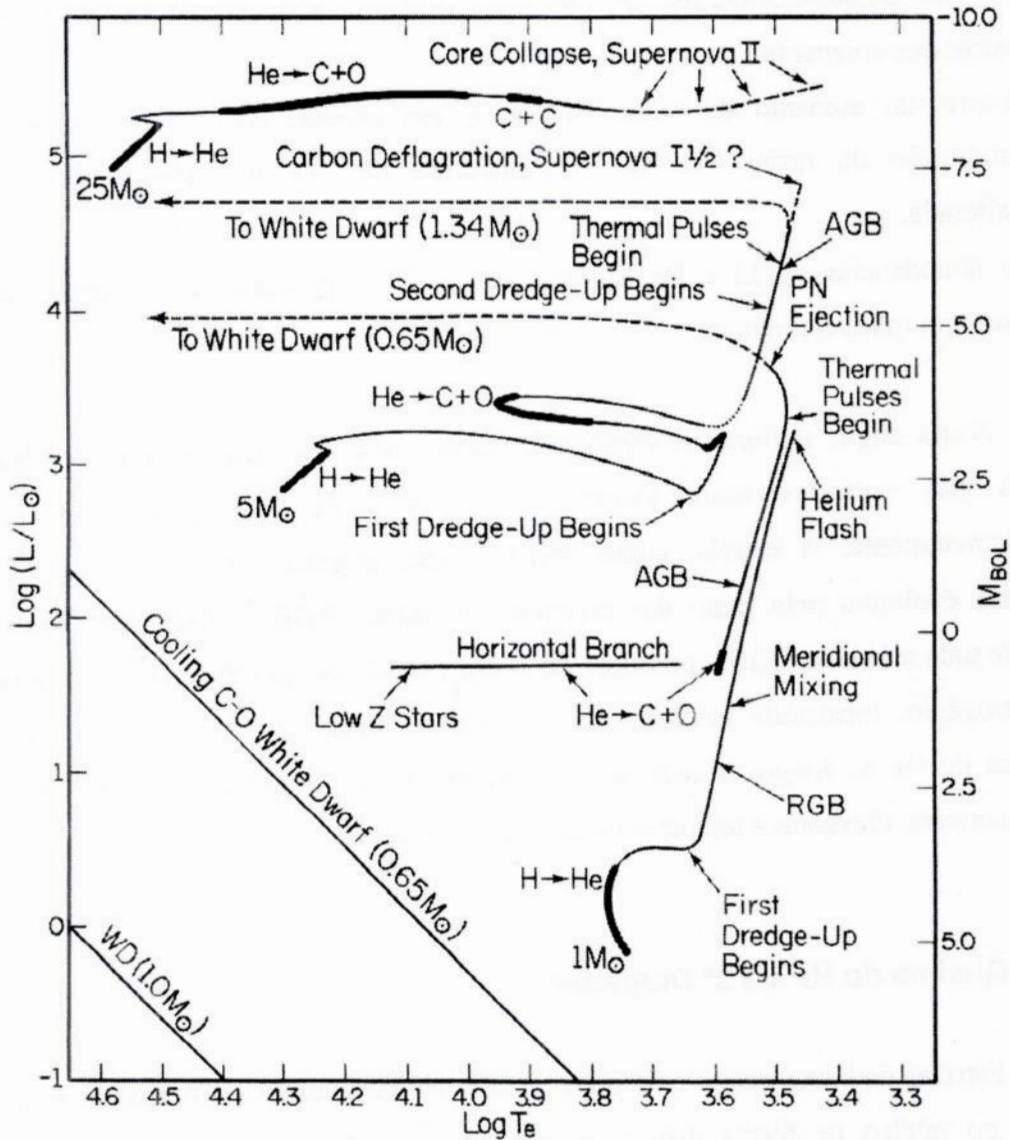 -10.0
Core Collapse, Supernova II
He→C+O
C+C
H→He
5
25M⊙
Carbon Deflagration, Supernova I½ ?
-7.5
To White Dwarf (1.34M⊙)
Thermal Pulses
Begin
AGB
Second Dredge-Up Begins
PN
Ejection
4
5.0
To White Dwarf (0.65M⊙)
Thermal
Pulses
Begin
He→C+O
3
H→He
5M⊙
-2.5
Helium
Flash
First Dredge-Up Begins
AGB
Log (L/L⊙)
MBOL
2
0
Cooling C-O White Dwarf (0.65M⊙)
Horizontal Branch
Meridional
Mixing
Low Z Stars
He→C+O
1
2.5
RGB
H→He
First
Dredge-Up
Begins
0
5.0
1M⊙
WD(1.0M⊙)
-1
4.6 4.5 4.4 4.3 4.2 4.1 4.0 3.9 3.8 3.7 3.6 3.5 3.4 3.3
Log Te